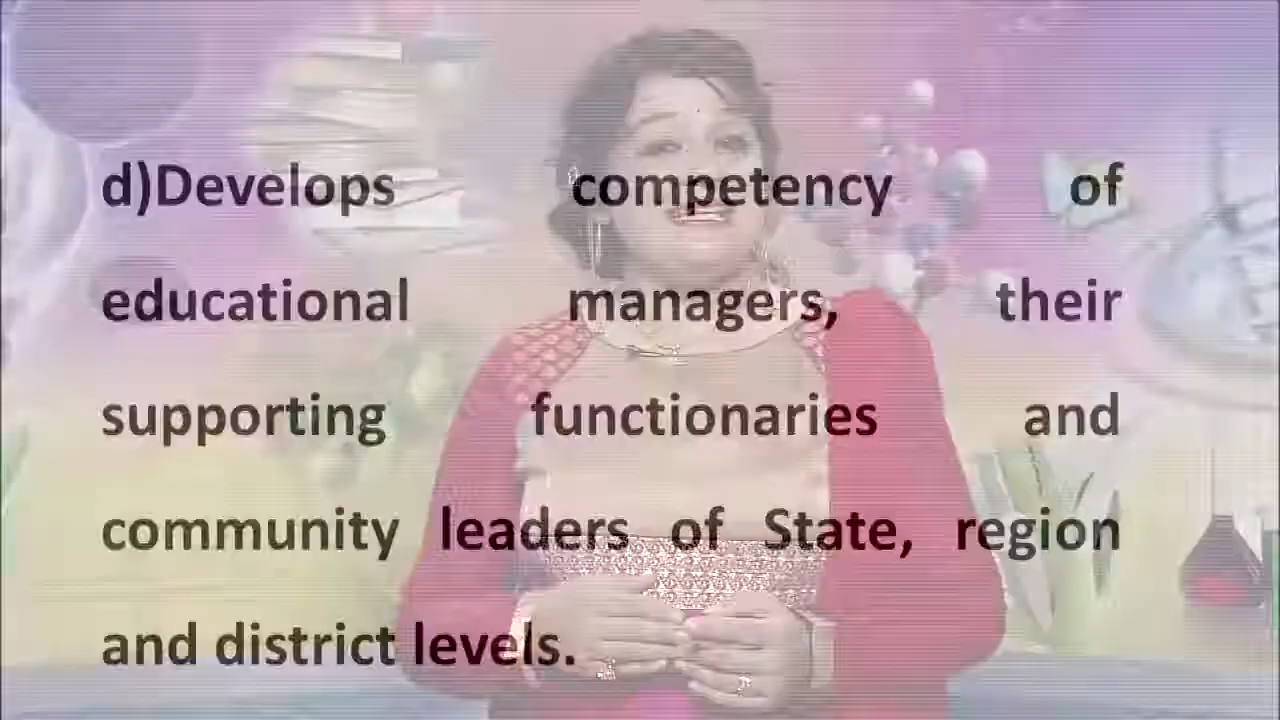 d)Develops competency of
educational managers, their
supporting functionaries and
community leaders of State, region
and district levels.